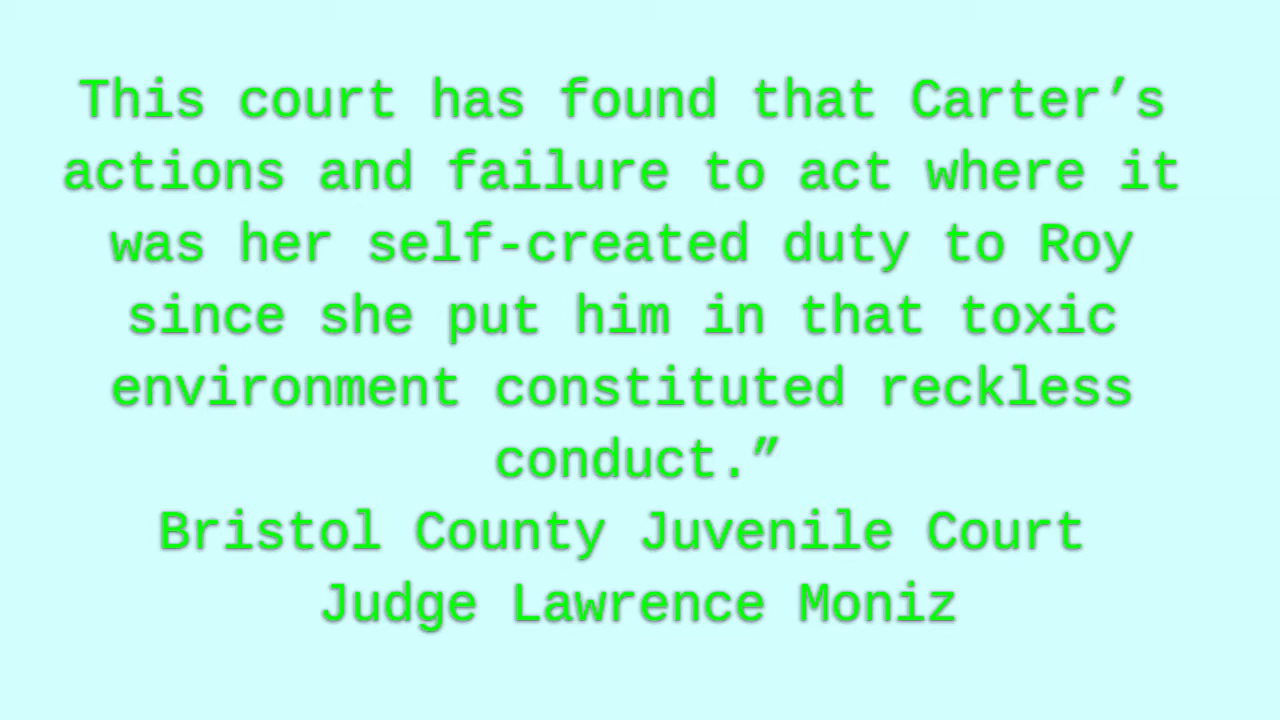 This court has found that Carter’s
actions and failure to act where it
was her self-created duty to Roy
since she put him in that toxic
environment constituted reckless
conduct.”
Bristol County Juvenile Court
Judge Lawrence Moniz